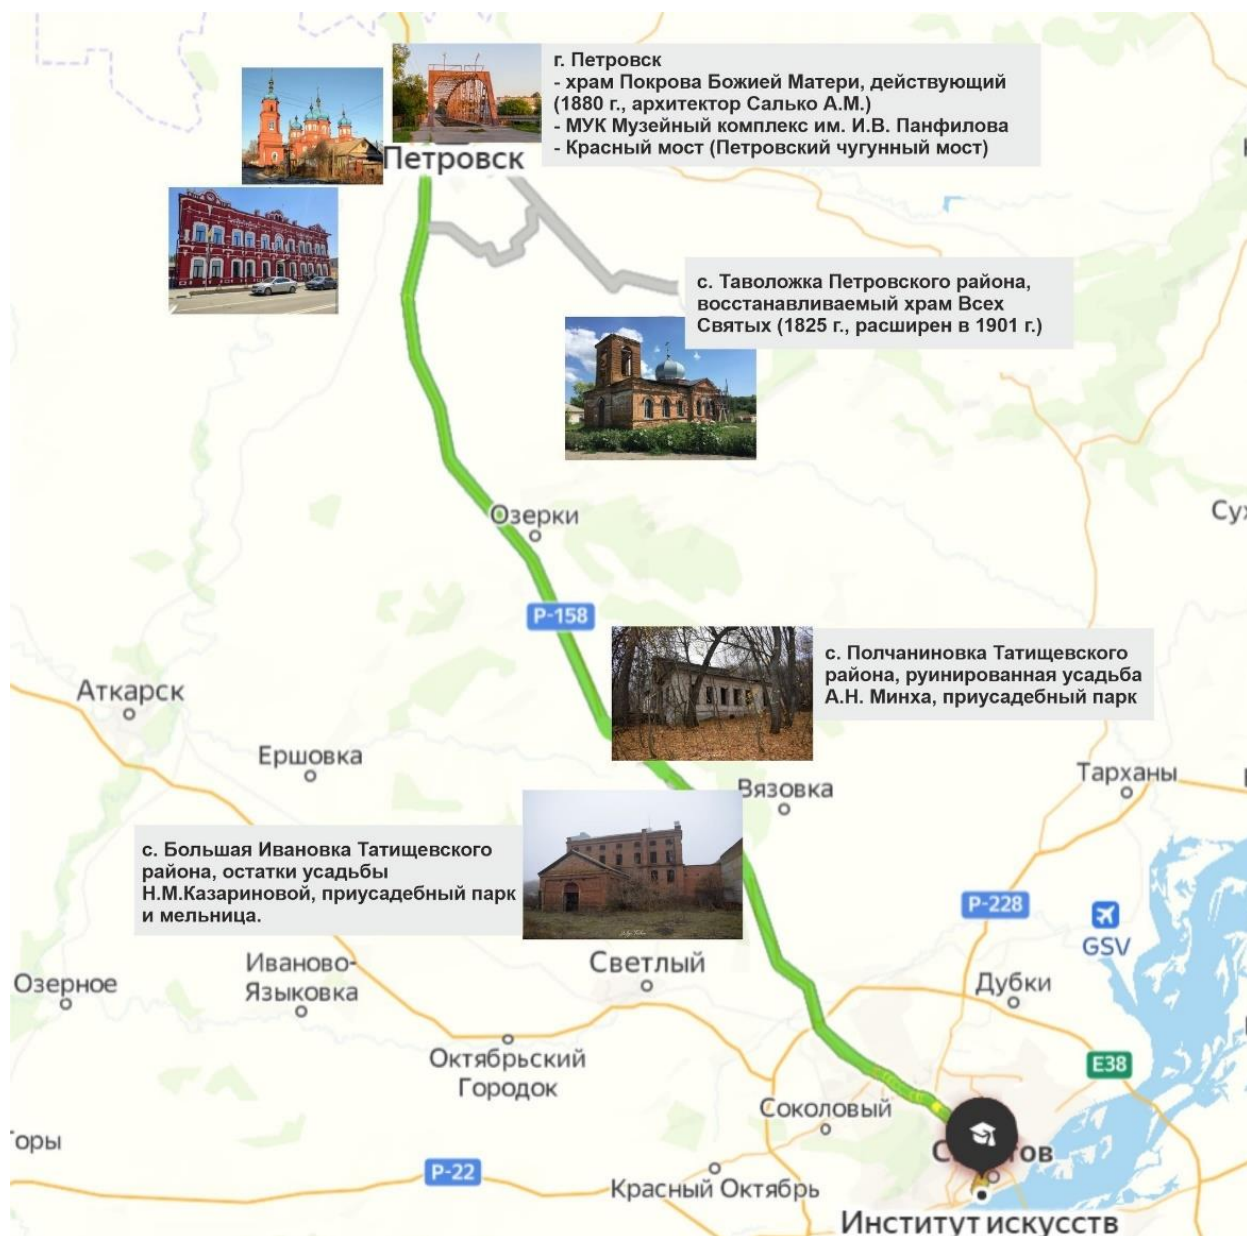 г. Петровск
- храм Покрова Божией Матери, действующий
(1880 г., архитектор Салько А.М.)
- МУК Музейный комплекс им. И.В. Панфилова
- Красный мост (Петровский чугунный мост)
Петровск
с. Таволожка Петровского района,
восстанавливаемый храм Всех
Святых (1825 г., расширен в 1901 г.)
Озерки
Сух
Р-158
с. Полчаниновка Татищевского
района, руинированная усадьба
А.Н. Минха, приусадебный парк
Аткарск
Ершовка
Вязовка
Тарханы
с. Большая Ивановка Татищевского
района, остатки усадьбы
Н.М.Казариновой, приусадебный парк
и мельница.
Р-228
GSV
Озерное
Иваново-
Языковка
Светлый
Дубки
Октябрьский
Городок
E38
Соколовый
оры
Р-22
Красный Октябрь
Институт искусств